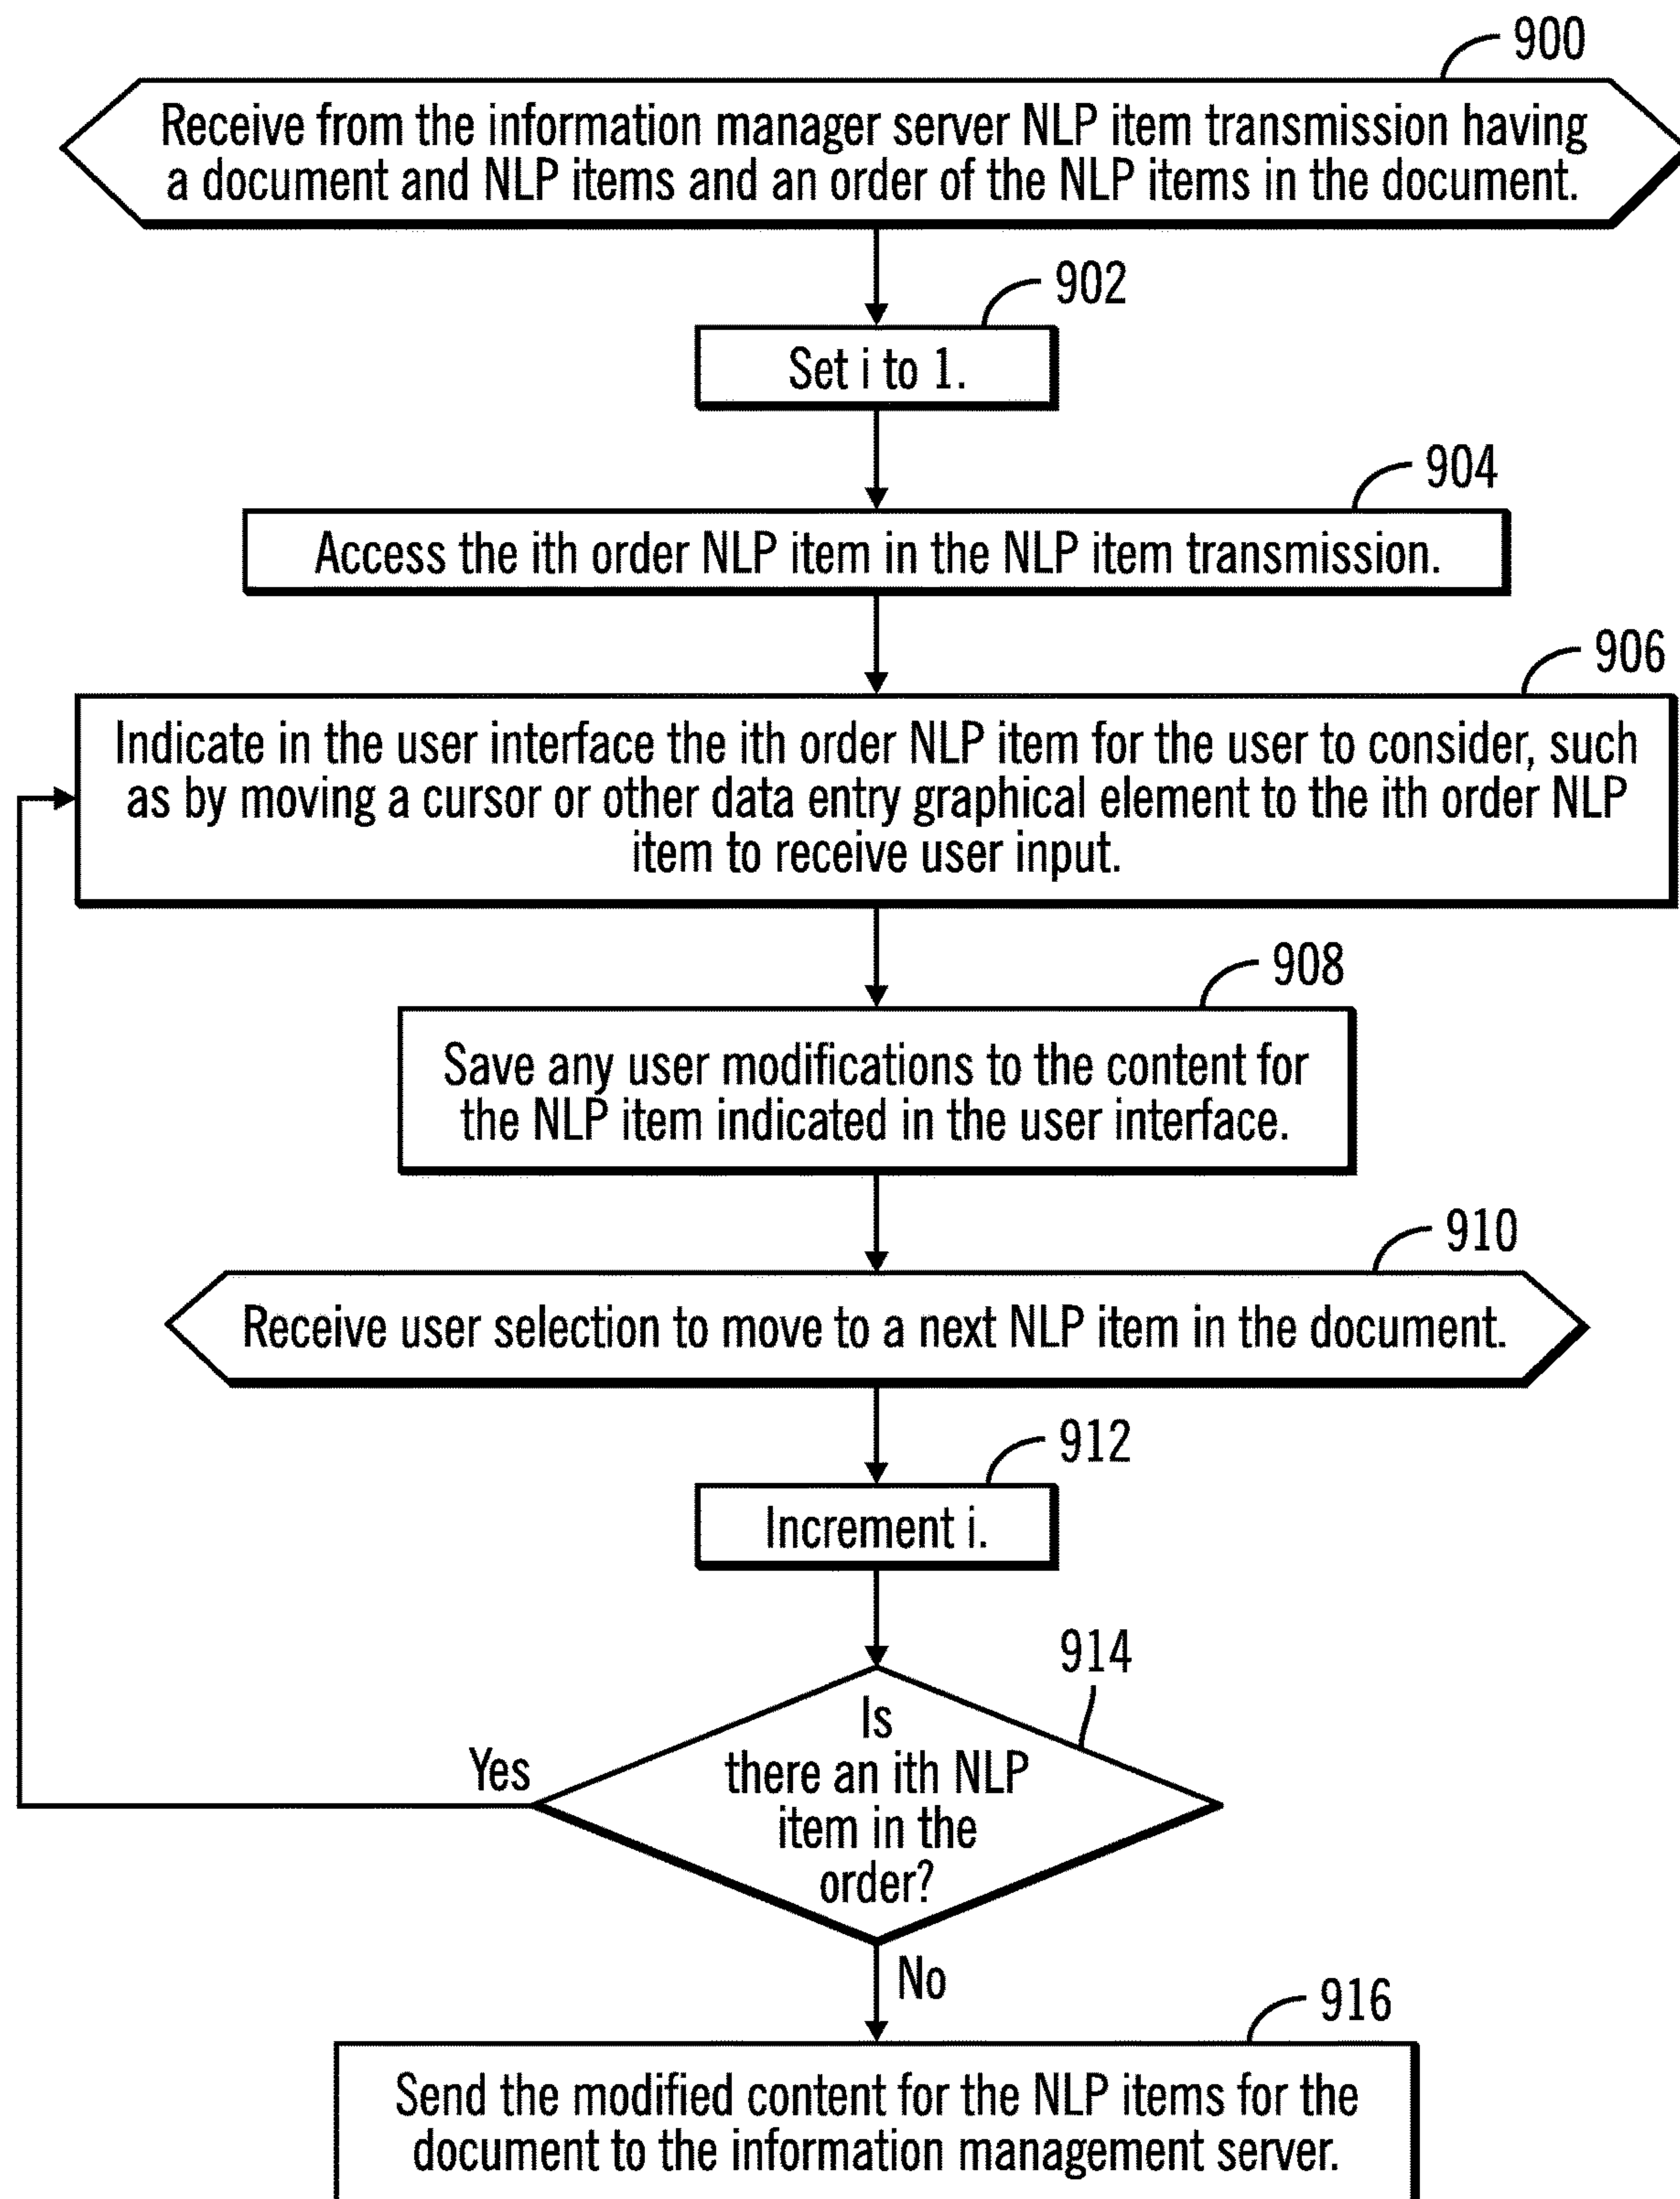 900
Receive from the information manager server NLP item transmission having
a document and NLP items and an order of the NLP items in the document.
902
Set i to 1.
904
Access the ith order NLP item in the NLP item transmission.
906
Indicate in the user interface the ith order NLP item for the user to consider, such
as by moving a cursor or other data entry graphical element to the ith order NLP
item to receive user input.
908
Save any user modifications to the content for
the NLP item indicated in the user interface.
910
Receive user selection to move to a next NLP item in the document.
912
Increment i.
914
Is
there an ith NLP
item in the
order?
Yes
No
916
Send the modified content for the NLP items for the
document to the information management server.